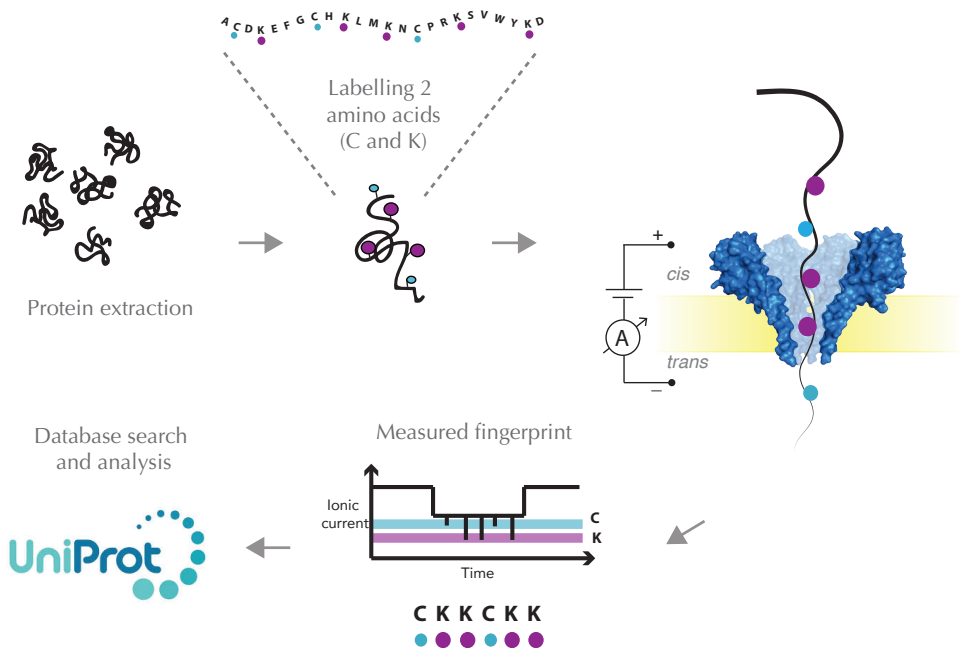 A C D K E F G C H K L M K N C P R K S V W Y K D
Labelling 2
amino acids
(C and K)
Protein extraction
+
cis
A
trans
−
Measured fingerprint
Ionic
current
C
K
Time
C K K C K K
Database search
and analysis
UniProt